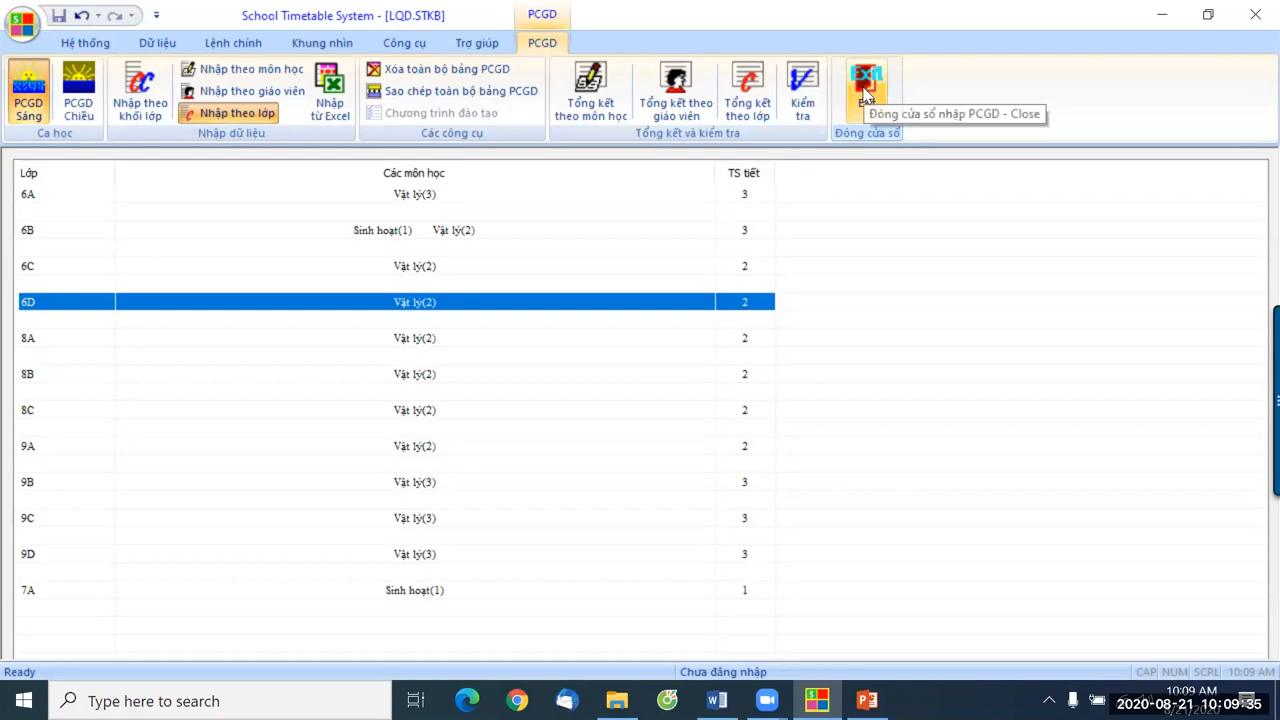 School Timetable System - [LQD.STKB]
PCGD
Hệ thống Dữ liệu Lệnh chính Khung nhìn Công cụ Trợ giúp PCGD
PCGD Sáng
PCGD Chiều
Ca học
Nhập theo khối lớp
Nhập theo môn học
Nhập theo giáo viên
Nhập theo lớp
Nhập từ Excel
Nhập dữ liệu
Xóa toàn bộ bảng PCGD
Sao chép toàn bộ bảng PCGD
Chương trình đào tạo
Các công cụ
Tổng kết theo môn học
Tổng kết theo giáo viên
Tổng kết theo lớp
Kiểm tra
Tổng kết và kiểm tra
Đóng cửa sổ nhập PCGD - Close
Đóng cửa sổ
Lớp Các môn học TS tiết
6A Vật lý(3) 3
6B Sinh hoạt(1) Vật lý(2) 3
6C Vật lý(2) 2
6D Vật lý(2) 2
8A Vật lý(2) 2
8B Vật lý(2) 2
8C Vật lý(2) 2
9A Vật lý(2) 2
9B Vật lý(3) 3
9C Vật lý(3) 3
9D Vật lý(3) 3
7A Sinh hoạt(1) 1
Ready Chưa đăng nhập CAP NUM SCRL 10:09 AM
Type here to search
10:09 AM
2020-08-21 10:09:35